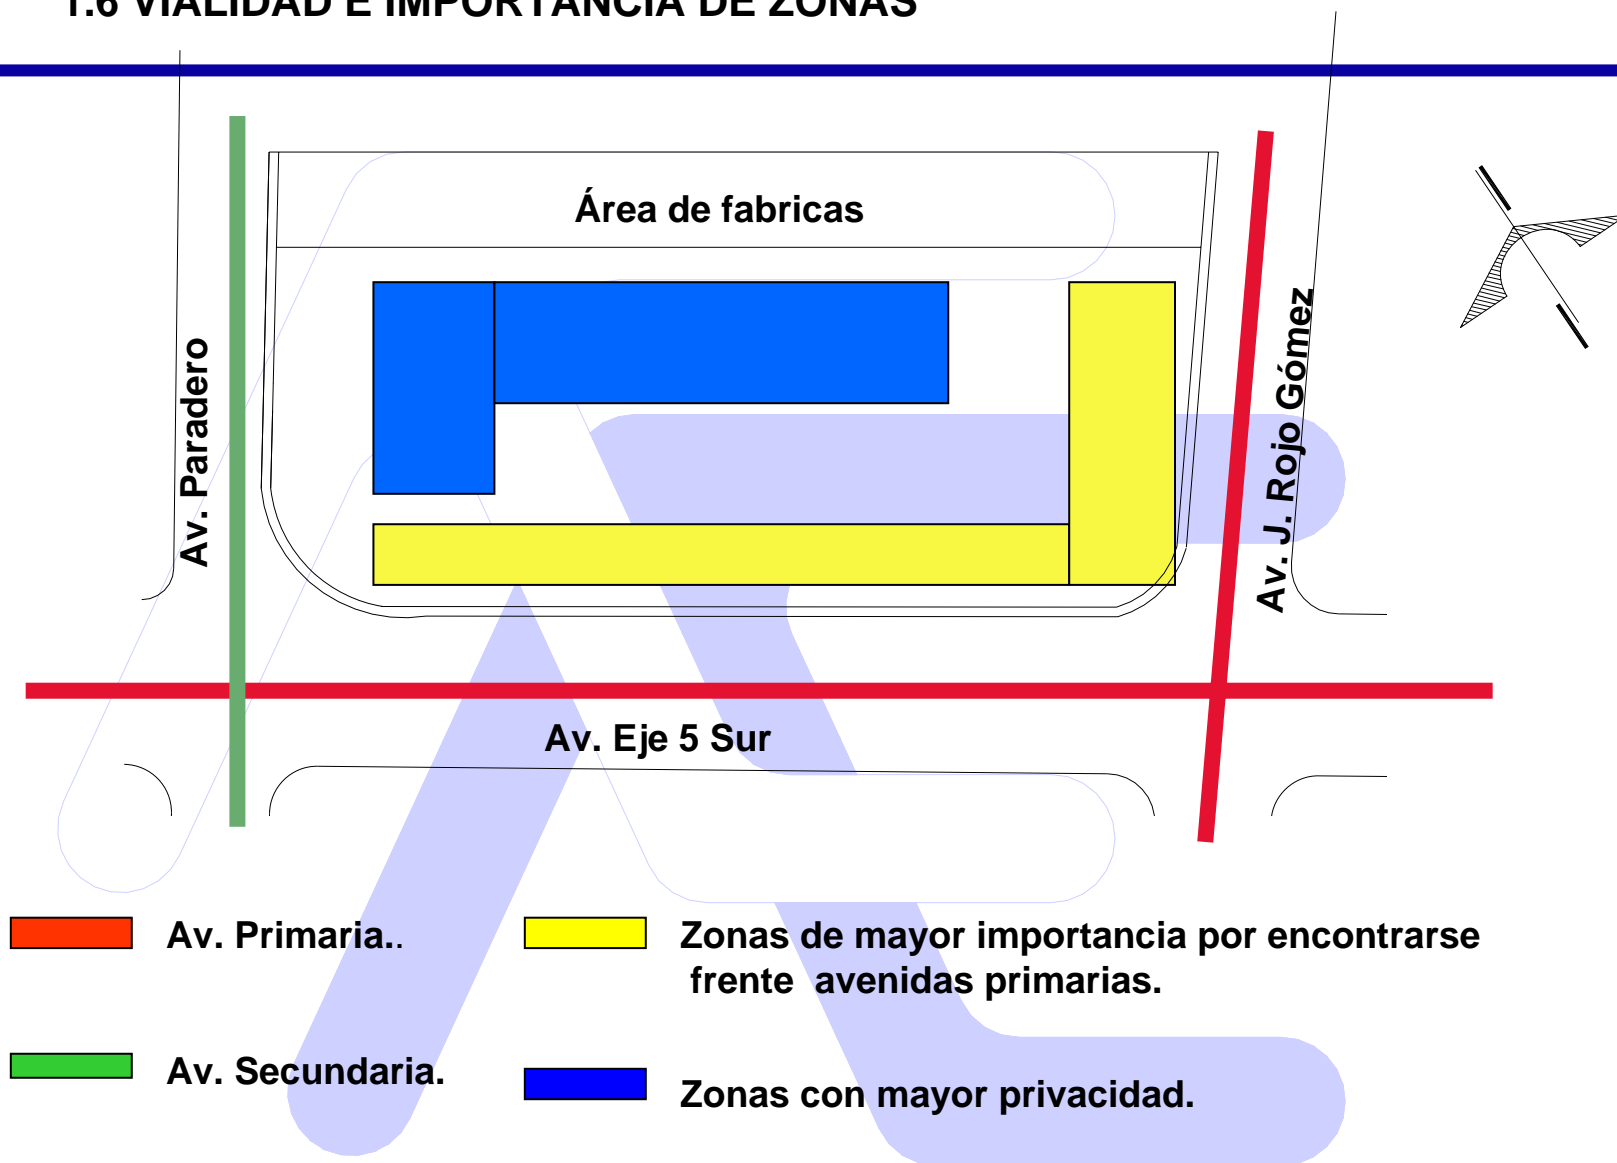 1.6 VIALIDAD E IMPORTANCIA DE ZONAS
Área de fabricas
Av. Paradero
Av. J. Rojo Gómez
Av. Eje 5 Sur
Av. Primaria..
Zonas de mayor importancia por encontrarse
frente avenidas primarias.
Av. Secundaria.
Zonas con mayor privacidad.